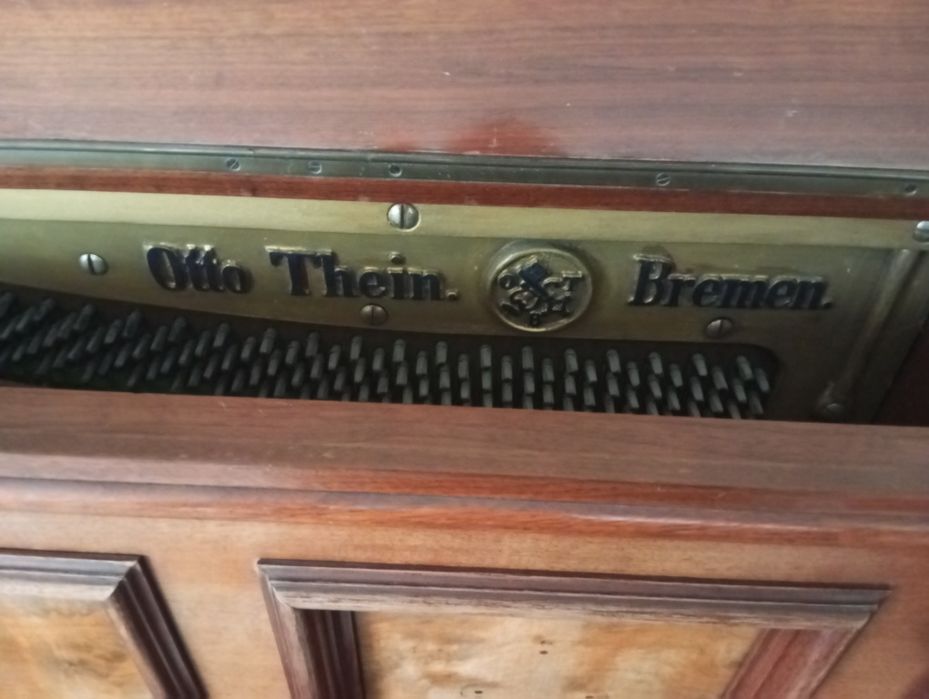 Otto Thein. Bremen.